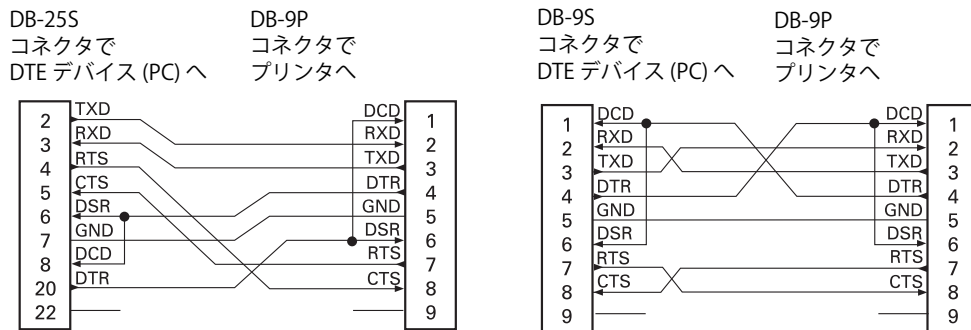 DB-25S
コネクタで
DTE デバイス (PC) へ
DB-9P
コネクタで
プリンタへ
2 TXD
3 RXD
4 RTS
5 CTS
6 DSR
7 GND
8 DCD
20 DTR
22
DCD 1
RXD 2
TXD 3
DTR 4
GND 5
DSR 6
RTS 7
CTS 8
9
DB-9S
コネクタで
DTE デバイス (PC) へ
DB-9P
コネクタで
プリンタへ
1 DCD
2 RXD
3 TXD
4 DTR
5 GND
6 DSR
7 RTS
8 CTS
9
DCD 1
RXD 2
TXD 3
DTR 4
GND 5
DSR 6
RTS 7
CTS 8
9